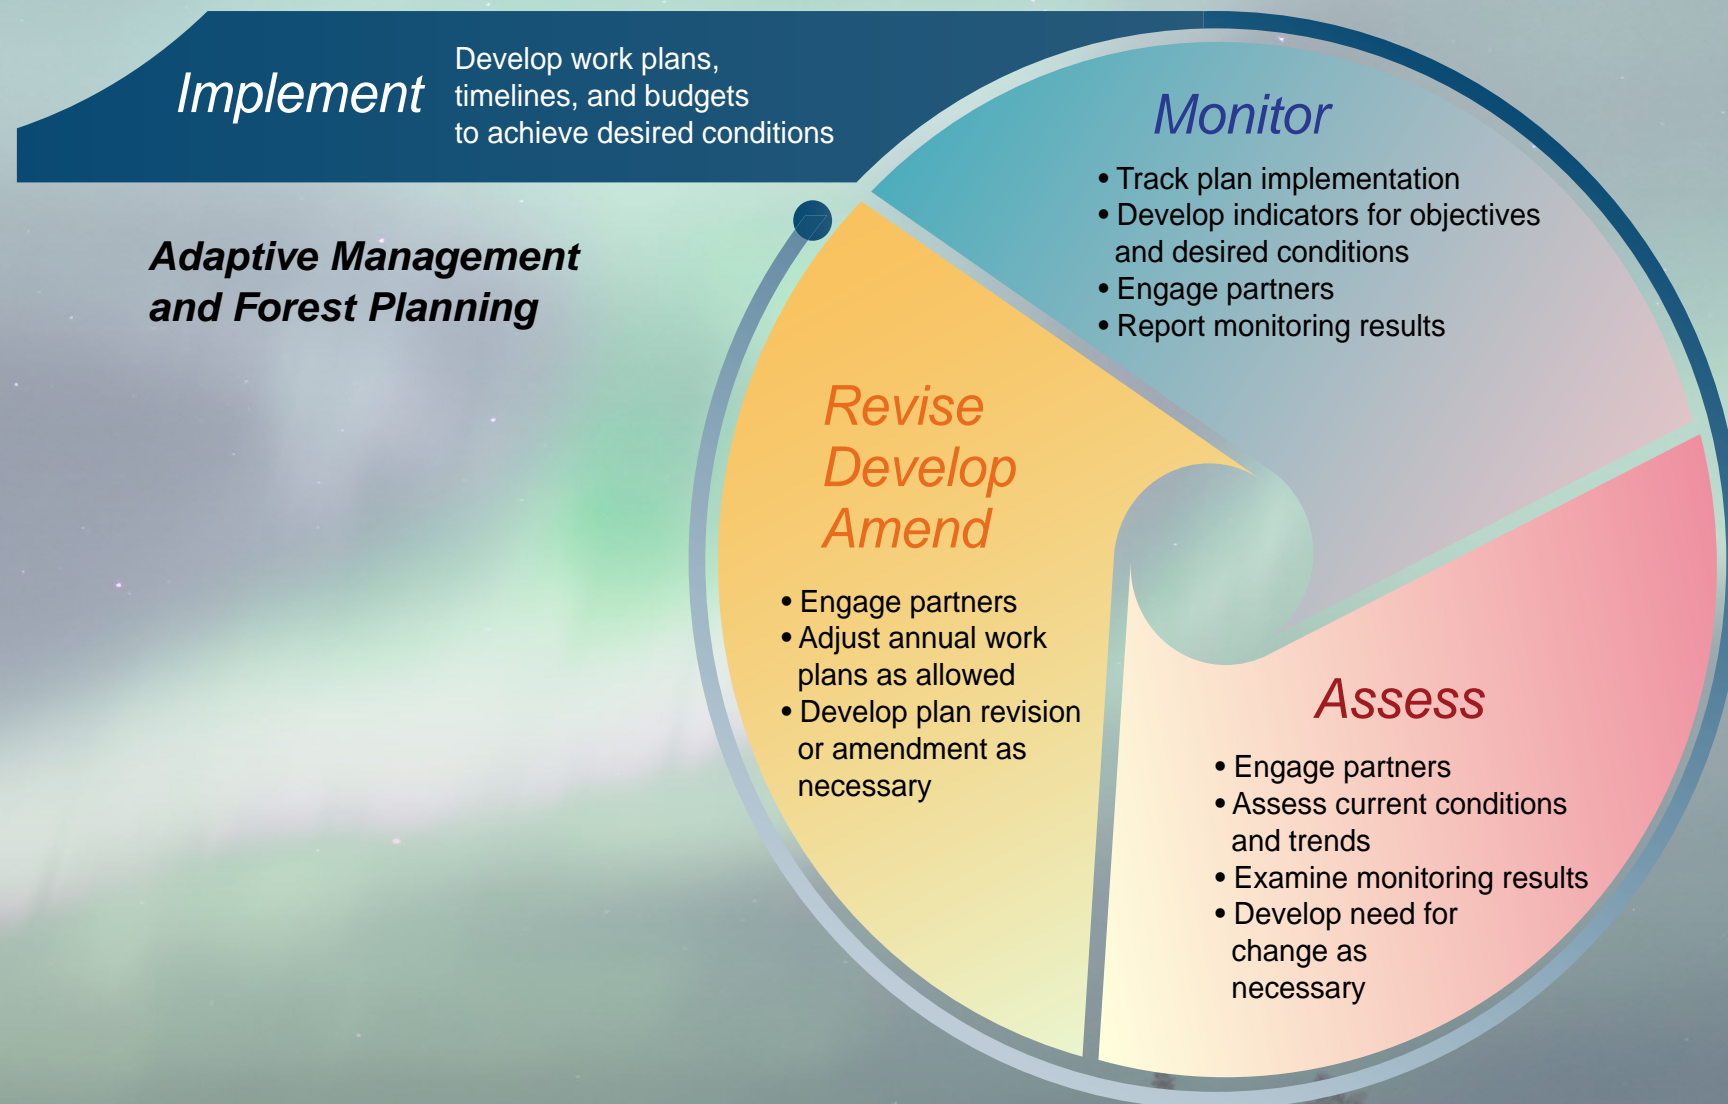 Implement
Develop work plans,
timelines, and budgets
to achieve desired conditions
Adaptive Management
and Forest Planning
Monitor
• Track plan implementation
• Develop indicators for objectives
and desired conditions
• Engage partners
• Report monitoring results
Revise
Develop
Amend
• Engage partners
• Adjust annual work
plans as allowed
• Develop plan revision
or amendment as
necessary
Assess
• Engage partners
• Assess current conditions
and trends
• Examine monitoring results
• Develop need for
change as
necessary